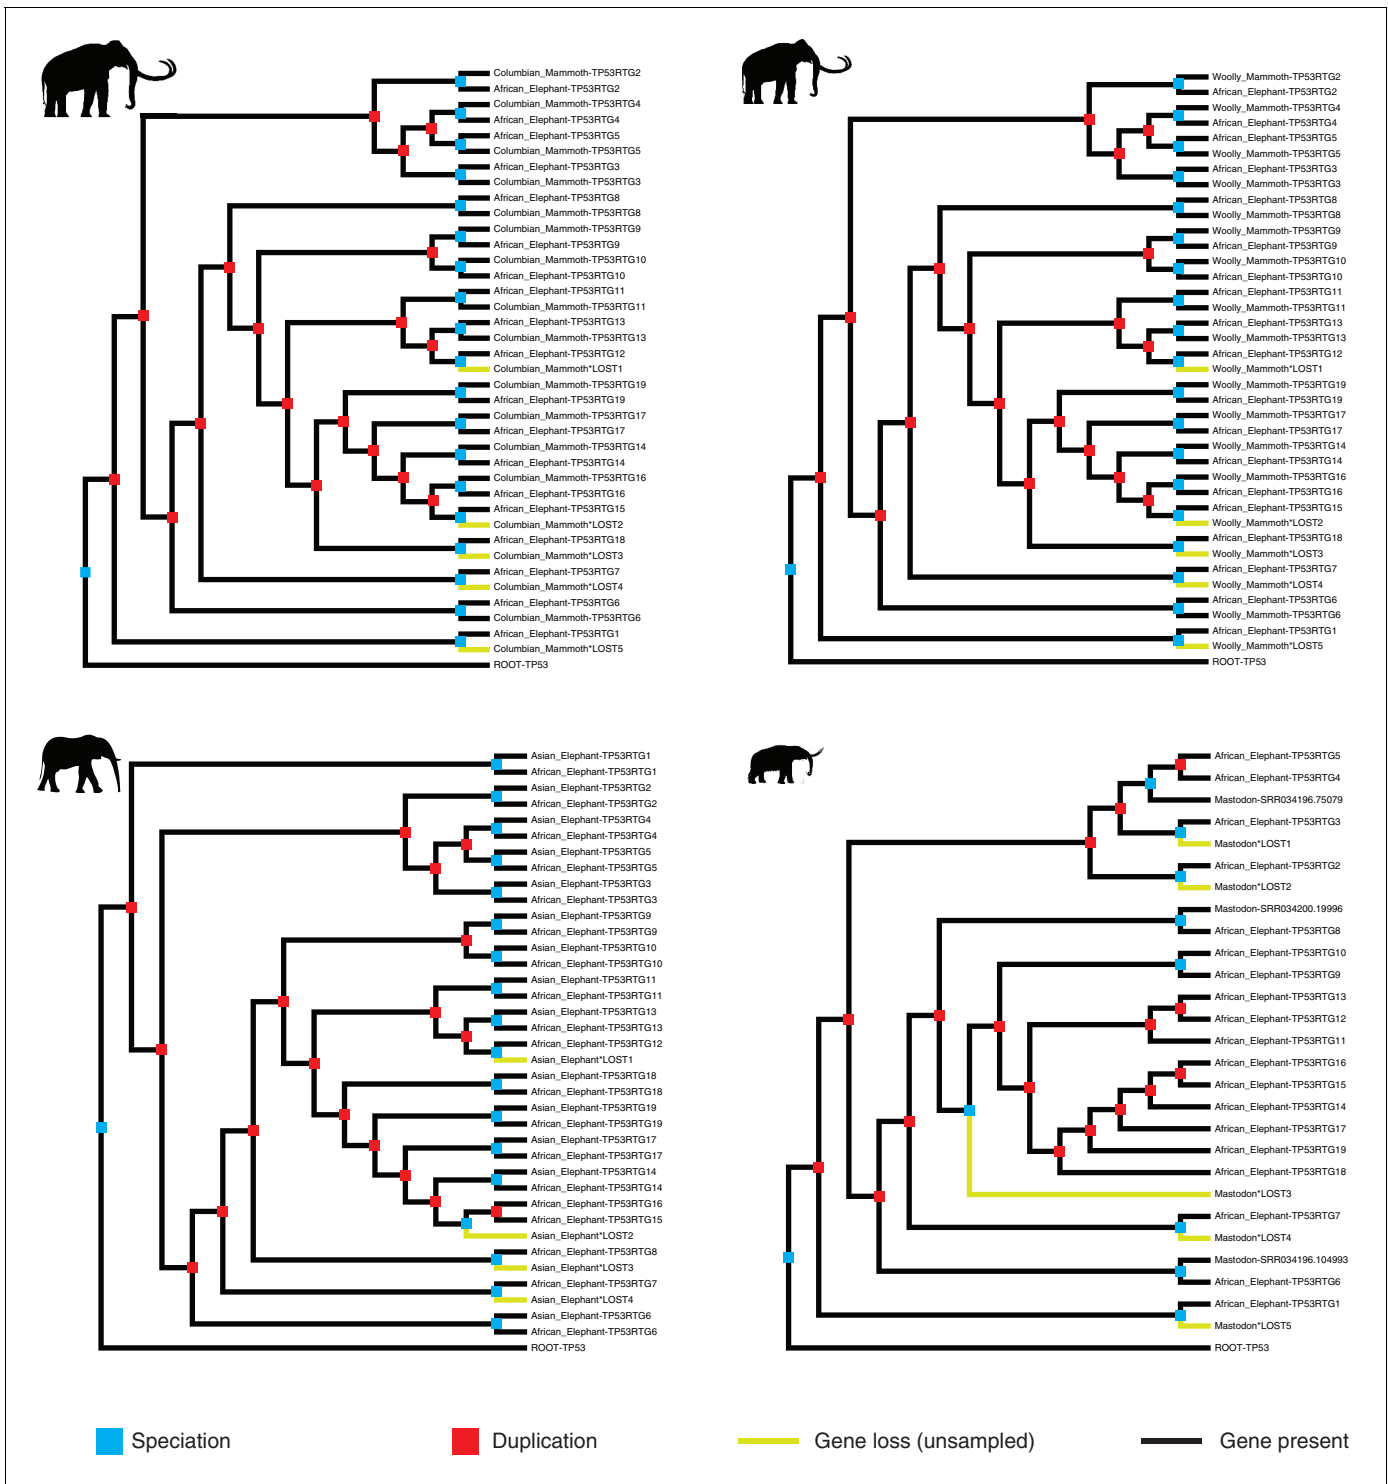 Columbian_Mammoth-TP53RTG2
African_Elephant-TP53RTG2
Columbian_Mammoth-TP53RTG4
African_Elephant-TP53RTG4
African_Elephant-TP53RTG5
Columbian_Mammoth-TP53RTG5
African_Elephant-TP53RTG3
Columbian_Mammoth-TP53RTG3
African_Elephant-TP53RTG8
Columbian_Mammoth-TP53RTG8
Columbian_Mammoth-TP53RTG9
African_Elephant-TP53RTG9
Columbian_Mammoth-TP53RTG10
African_Elephant-TP53RTG10
African_Elephant-TP53RTG11
Columbian_Mammoth-TP53RTG11
African_Elephant-TP53RTG13
Columbian_Mammoth-TP53RTG13
African_Elephant-TP53RTG12
Columbian_Mammoth*LOST1
Columbian_Mammoth-TP53RTG19
African_Elephant-TP53RTG19
Columbian_Mammoth-TP53RTG17
African_Elephant-TP53RTG17
Columbian_Mammoth-TP53RTG14
African_Elephant-TP53RTG14
Columbian_Mammoth-TP53RTG16
African_Elephant-TP53RTG16
African_Elephant-TP53RTG15
Columbian_Mammoth*LOST2
African_Elephant-TP53RTG18
Columbian_Mammoth*LOST3
African_Elephant-TP53RTG7
Columbian_Mammoth*LOST4
African_Elephant-TP53RTG6
Columbian_Mammoth-TP53RTG6
African_Elephant-TP53RTG1
Columbian_Mammoth*LOST5
ROOT-TP53
Woolly_Mammoth-TP53RTG2
African_Elephant-TP53RTG2
Woolly_Mammoth-TP53RTG4
African_Elephant-TP53RTG4
African_Elephant-TP53RTG5
Woolly_Mammoth-TP53RTG5
African_Elephant-TP53RTG3
Woolly_Mammoth-TP53RTG3
African_Elephant-TP53RTG8
Woolly_Mammoth-TP53RTG8
Woolly_Mammoth-TP53RTG9
African_Elephant-TP53RTG9
Woolly_Mammoth-TP53RTG10
African_Elephant-TP53RTG10
African_Elephant-TP53RTG11
Woolly_Mammoth-TP53RTG11
African_Elephant-TP53RTG13
Woolly_Mammoth-TP53RTG13
African_Elephant-TP53RTG12
Woolly_Mammoth*LOST1
Woolly_Mammoth-TP53RTG19
African_Elephant-TP53RTG19
Woolly_Mammoth-TP53RTG17
African_Elephant-TP53RTG17
Woolly_Mammoth-TP53RTG14
African_Elephant-TP53RTG14
Woolly_Mammoth-TP53RTG16
African_Elephant-TP53RTG16
African_Elephant-TP53RTG15
Woolly_Mammoth*LOST2
African_Elephant-TP53RTG18
Woolly_Mammoth*LOST3
African_Elephant-TP53RTG7
Woolly_Mammoth*LOST4
African_Elephant-TP53RTG6
Woolly_Mammoth-TP53RTG6
African_Elephant-TP53RTG1
Woolly_Mammoth*LOST5
ROOT-TP53
Asian_Elephant-TP53RTG1
African_Elephant-TP53RTG1
Asian_Elephant-TP53RTG2
African_Elephant-TP53RTG2
Asian_Elephant-TP53RTG4
African_Elephant-TP53RTG4
Asian_Elephant-TP53RTG5
African_Elephant-TP53RTG5
Asian_Elephant-TP53RTG3
African_Elephant-TP53RTG3
Asian_Elephant-TP53RTG9
African_Elephant-TP53RTG9
Asian_Elephant-TP53RTG10
African_Elephant-TP53RTG10
Asian_Elephant-TP53RTG11
African_Elephant-TP53RTG11
Asian_Elephant-TP53RTG13
African_Elephant-TP53RTG13
African_Elephant-TP53RTG12
Asian_Elephant*LOST1
Asian_Elephant-TP53RTG18
African_Elephant-TP53RTG18
Asian_Elephant-TP53RTG19
African_Elephant-TP53RTG19
Asian_Elephant-TP53RTG17
African_Elephant-TP53RTG17
Asian_Elephant-TP53RTG14
African_Elephant-TP53RTG14
African_Elephant-TP53RTG16
African_Elephant-TP53RTG15
Asian_Elephant*LOST2
African_Elephant-TP53RTG8
Asian_Elephant*LOST3
African_Elephant-TP53RTG7
Asian_Elephant*LOST4
Asian_Elephant-TP53RTG6
African_Elephant-TP53RTG6
ROOT-TP53
African_Elephant-TP53RTG5
African_Elephant-TP53RTG4
Mastodon-SRR034196.75079
African_Elephant-TP53RTG3
Mastodon*LOST1
African_Elephant-TP53RTG2
Mastodon*LOST2
Mastodon-SRR034200.19996
African_Elephant-TP53RTG8
African_Elephant-TP53RTG10
African_Elephant-TP53RTG9
African_Elephant-TP53RTG13
African_Elephant-TP53RTG12
African_Elephant-TP53RTG11
African_Elephant-TP53RTG16
African_Elephant-TP53RTG15
African_Elephant-TP53RTG14
African_Elephant-TP53RTG17
African_Elephant-TP53RTG19
African_Elephant-TP53RTG18
Mastodon*LOST3
African_Elephant-TP53RTG7
Mastodon*LOST4
Mastodon-SRR034196.104993
African_Elephant-TP53RTG6
African_Elephant-TP53RTG1
Mastodon*LOST5
ROOT-TP53
Speciation
Duplication
Gene loss (unsampled)
Gene present